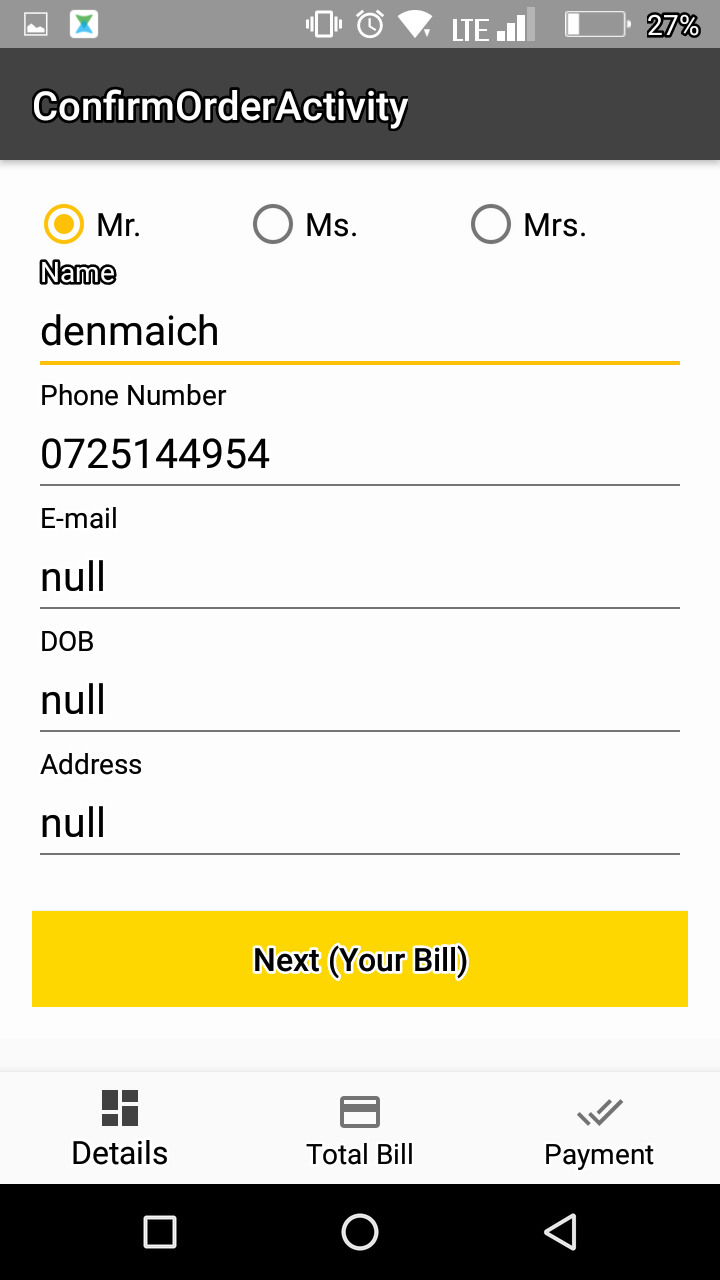 LTE 27%
ConfirmOrderActivity
Mr. Ms. Mrs.
Name
denmaich
Phone Number
0725144954
E-mail
null
DOB
null
Address
null
Next (Your Bill)
Details Total Bill Payment